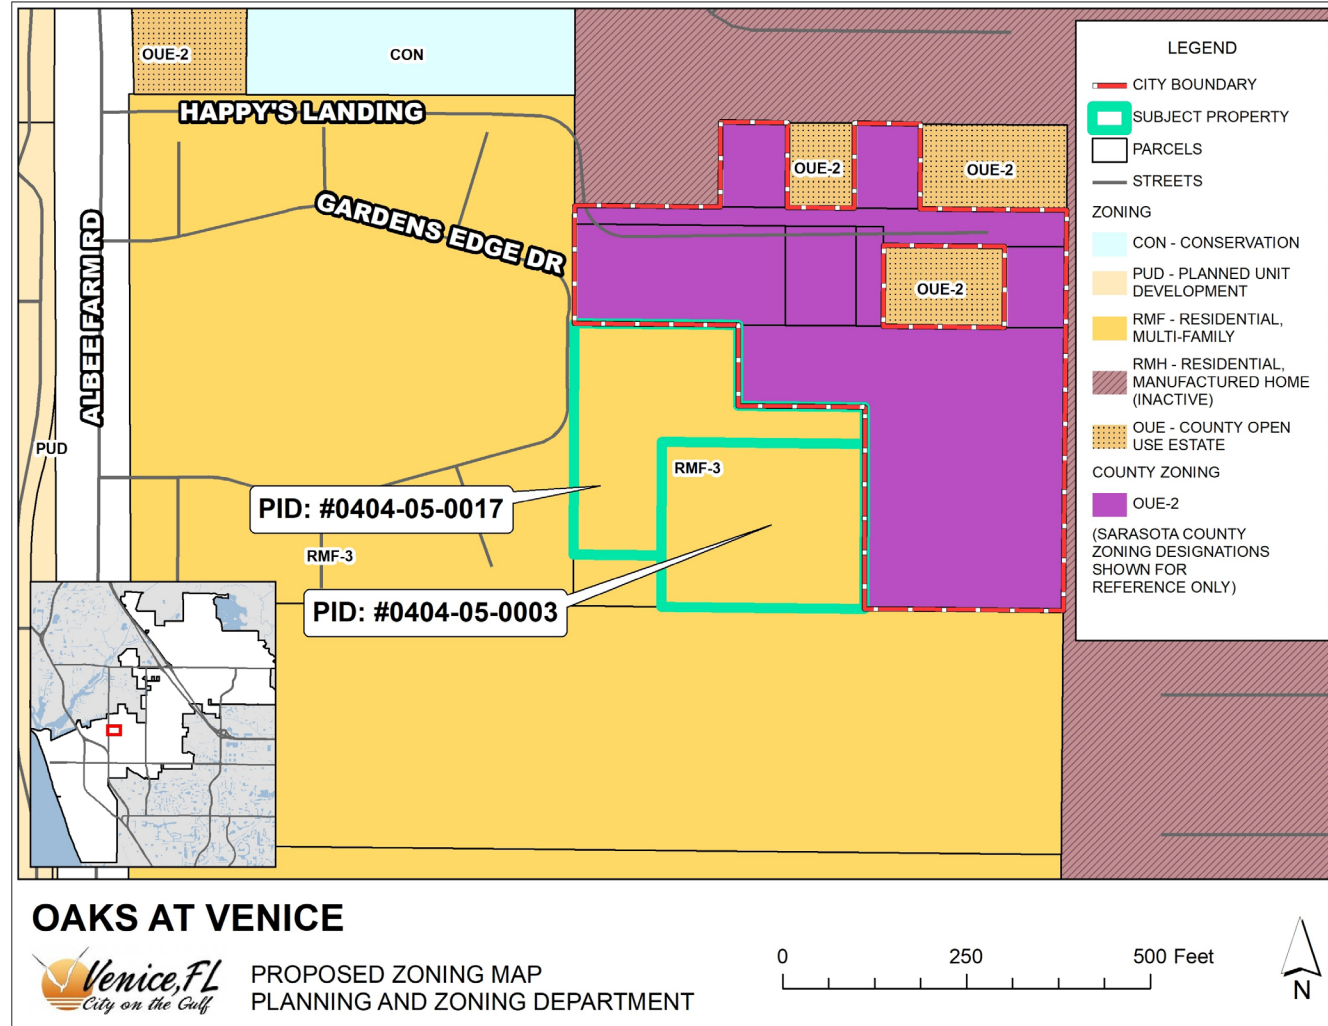 OUE-2
CON
HAPPY'S LANDING
GARDENS EDGE DR
ALBEE FARM RD
PUD
OUE-2
OUE-2
OUE-2
RMF-3
PID: #0404-05-0017
RMF-3
PID: #0404-05-0003
LEGEND
CITY BOUNDARY
SUBJECT PROPERTY
PARCELS
STREETS
ZONING
CON - CONSERVATION
PUD - PLANNED UNIT
DEVELOPMENT
RMF - RESIDENTIAL,
MULTI-FAMILY
RMH - RESIDENTIAL,
MANUFACTURED HOME
(INACTIVE)
OUE - COUNTY OPEN
USE ESTATE
COUNTY ZONING
OUE-2
(SARASOTA COUNTY
ZONING DESIGNATIONS
SHOWN FOR
REFERENCE ONLY)
OAKS AT VENICE
Venice, FL
City on the Gulf
PROPOSED ZONING MAP
PLANNING AND ZONING DEPARTMENT
0 250 500 Feet
N